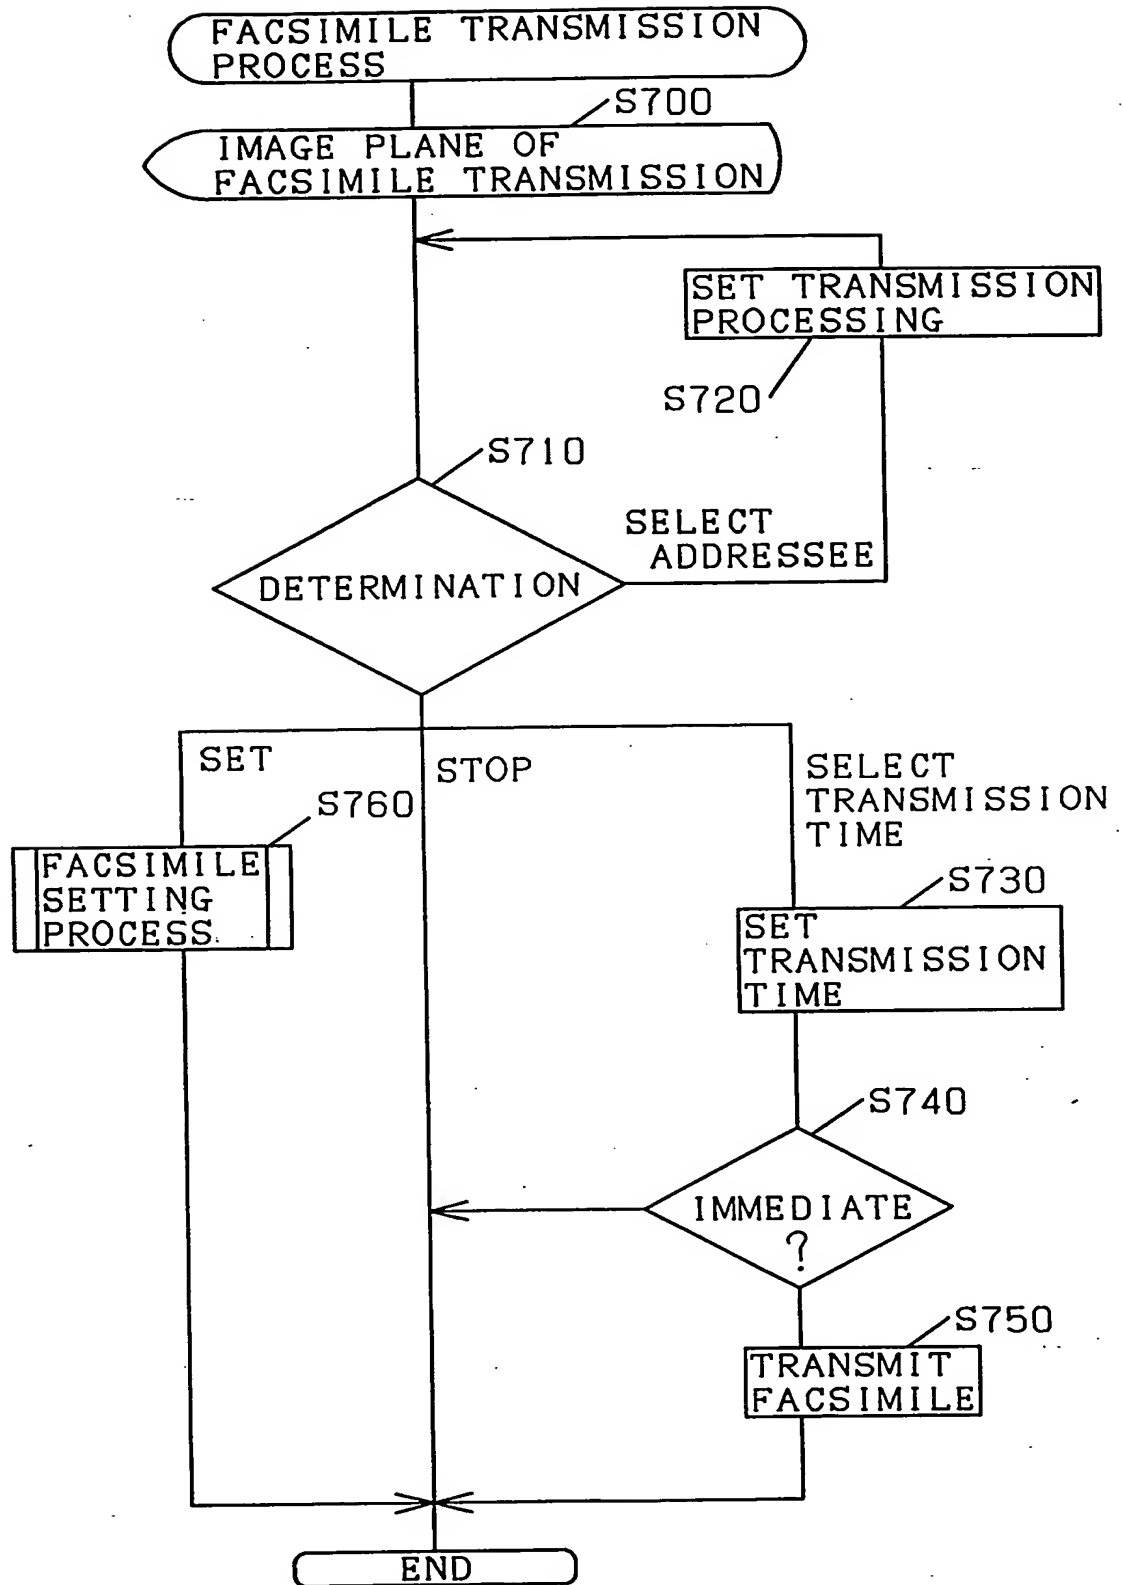 FACSIMILE TRANSMISSION
PROCESS
S700
IMAGE PLANE OF
FACSIMILE TRANSMISSION
SET TRANSMISSION
PROCESSING
S720
S710
SELECT
ADDRESSEE
DETERMINATION
SET
STOP
SELECT
TRANSMISSION
TIME
S760
FACSIMILE
SETTING
PROCESS
S730
SET
TRANSMISSION
TIME
S740
IMMEDIATE
?
S750
TRANSMIT
FACSIMILE
END